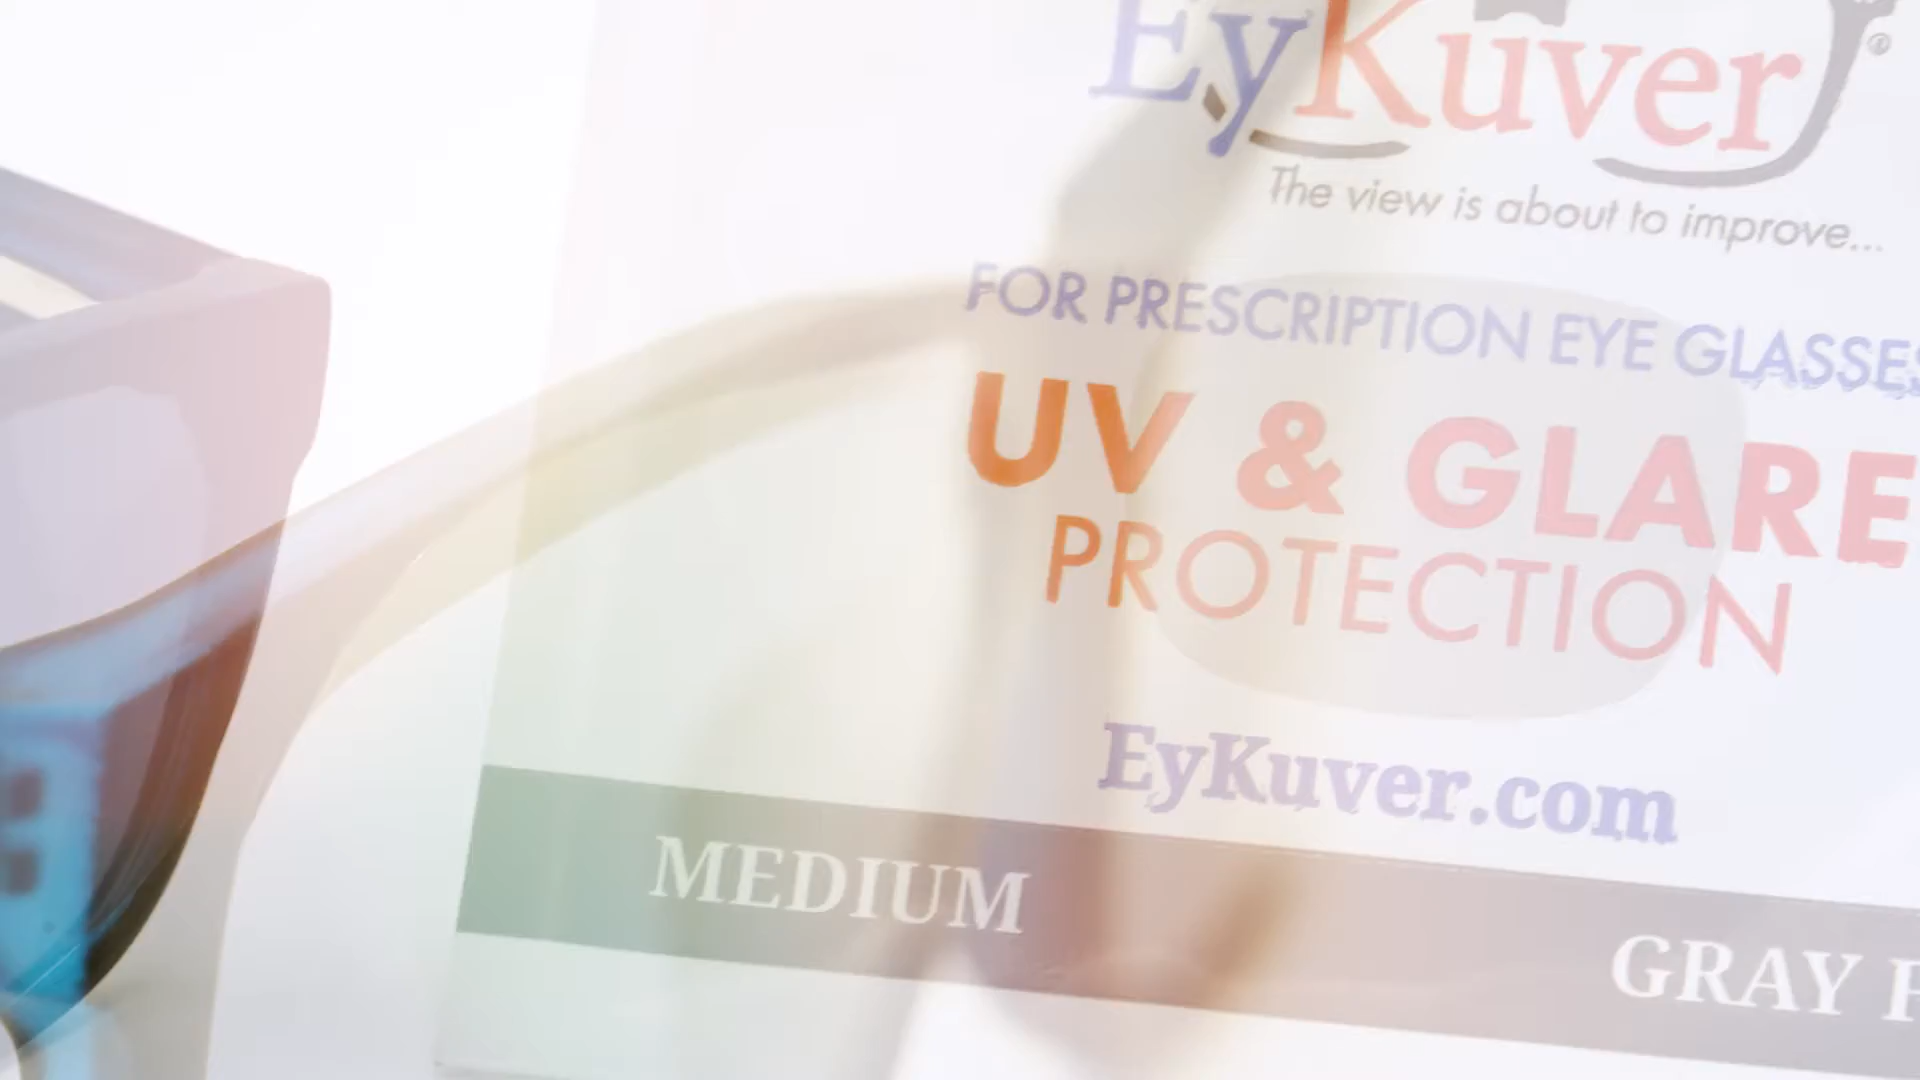 EyKuver®
The view is about to improve...
FOR PRESCRIPTION EYE GLASSES
UV & GLARE
PROTECTION
EyKuver.com
MEDIUM
GRAY